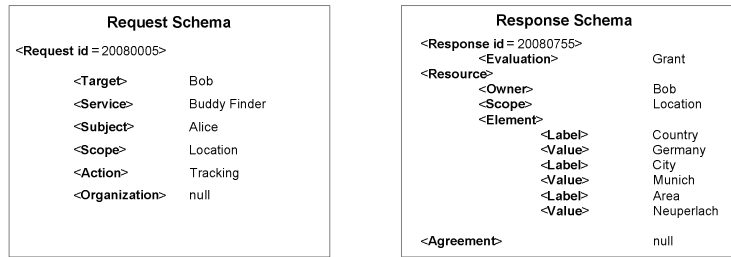 Request Schema
<Request id = 20080005>
<Target> Bob
<Service> Buddy Finder
<Subject> Alice
<Scope> Location
<Action> Tracking
<Organization> null
Response Schema
<Response id = 20080755>
<Evaluation> Grant
<Resource>
<Owner> Bob
<Scope> Location
<Element>
<Label> Country
<Value> Germany
<Label> City
<Value> Munich
<Label> Area
<Value> Neuperlach
<Agreement> null